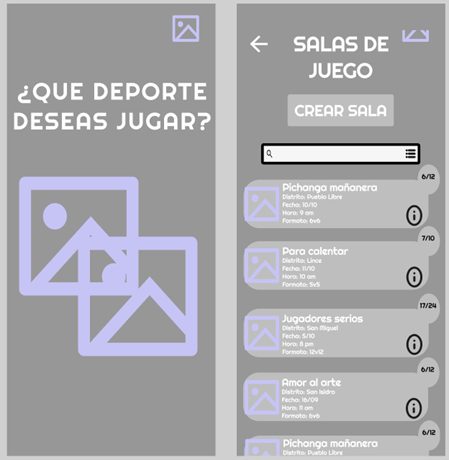 ¿QUE DEPORTE
DESEAS JUGAR?
SALAS DE
JUEGO
CREAR SALA
6/12
Pichanga mañanera
Distrito: Pueblo Libre
Fecha: 10/10
Hora: 9 am
Formato: 6v6
7/10
Para calentar
Distrito: Lince
Fecha: 11/10
Hora: 10 am
Formato: 5v5
17/24
Jugadores serios
Distrito: San Miguel
Fecha: 5/10
Hora: 8 pm
Formato: 12v12
6/12
Amor al arte
Distrito: San Isidro
Fecha: 16/09
Hora: 11 am
Formato: 6v6
6/12
Pichanga mañanera
Distrito: Pueblo Libre